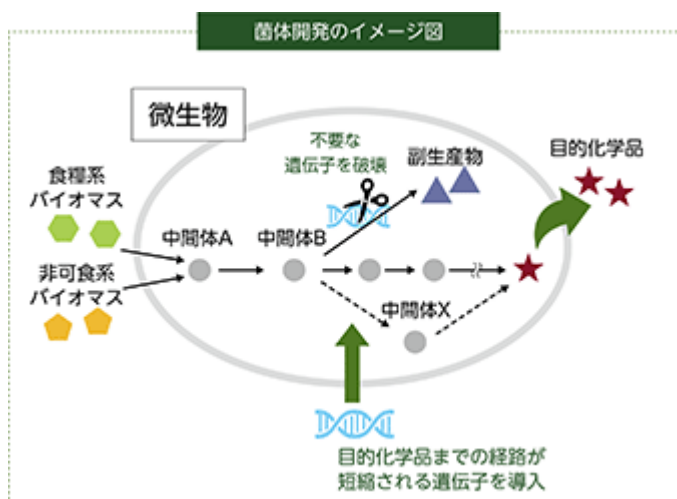 菌体開発のイメージ図
微生物
不要な
遺伝子を破壊
副生産物
目的化学品
食糧系
バイオマス
中間体A
中間体B
非可食系
バイオマス
中間体X
目的化学品までの経路が
短縮される遺伝子を導入